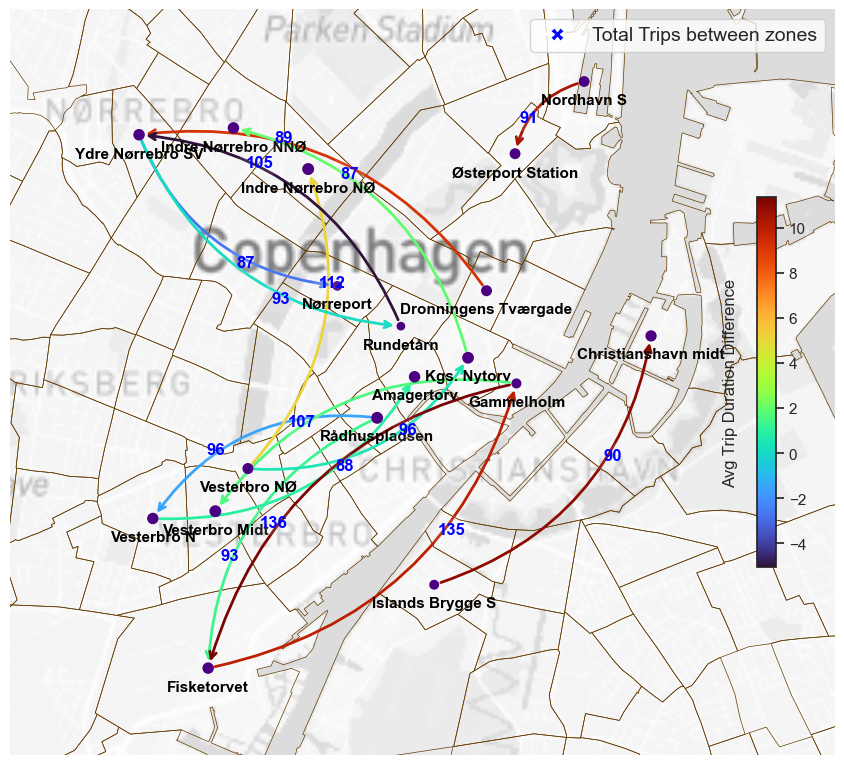 Parken Stadium
Total Trips between zones
Nordhavn S
NØRREBRO
91
89
Indre Nørrebro NNØ
Ydre Nørrebro SV
105
87
Østerport Station
Indre Nørrebro NØ
Copenhagen
87
112
93
Nørreport
Dronningens Tværgade
Rundetårn
Christianshavn midt
RIKSBERG
Kgs. Nytorv
Amagertorv
Gammelholm
107
96
Rådhuspladsen
96
88
90
CHRISTIANSHAVN
Vesterbro NØ
Vesterbro Midt
Vesterbro N
136
135
93
Islands Brygge S
Fisketorvet
Avg Trip Duration Difference
10
8
6
4
2
0
−2
−4